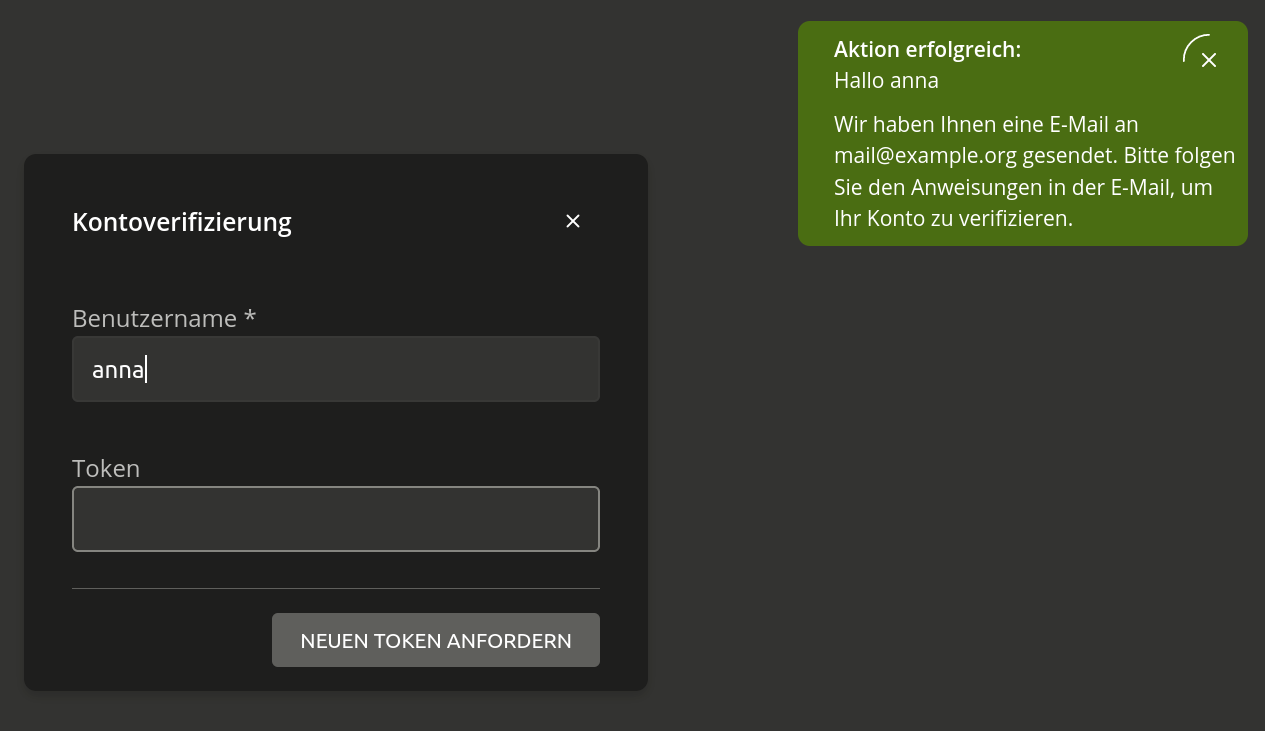 Aktion erfolgreich:
Hallo anna
Wir haben Ihnen eine E-Mail an
mail@example.org gesendet. Bitte folgen
Sie den Anweisungen in der E-Mail, um
Ihr Konto zu verifizieren.
Kontoverifizierung
Benutzername *
anna
Token
NEUEN TOKEN ANFORDERN